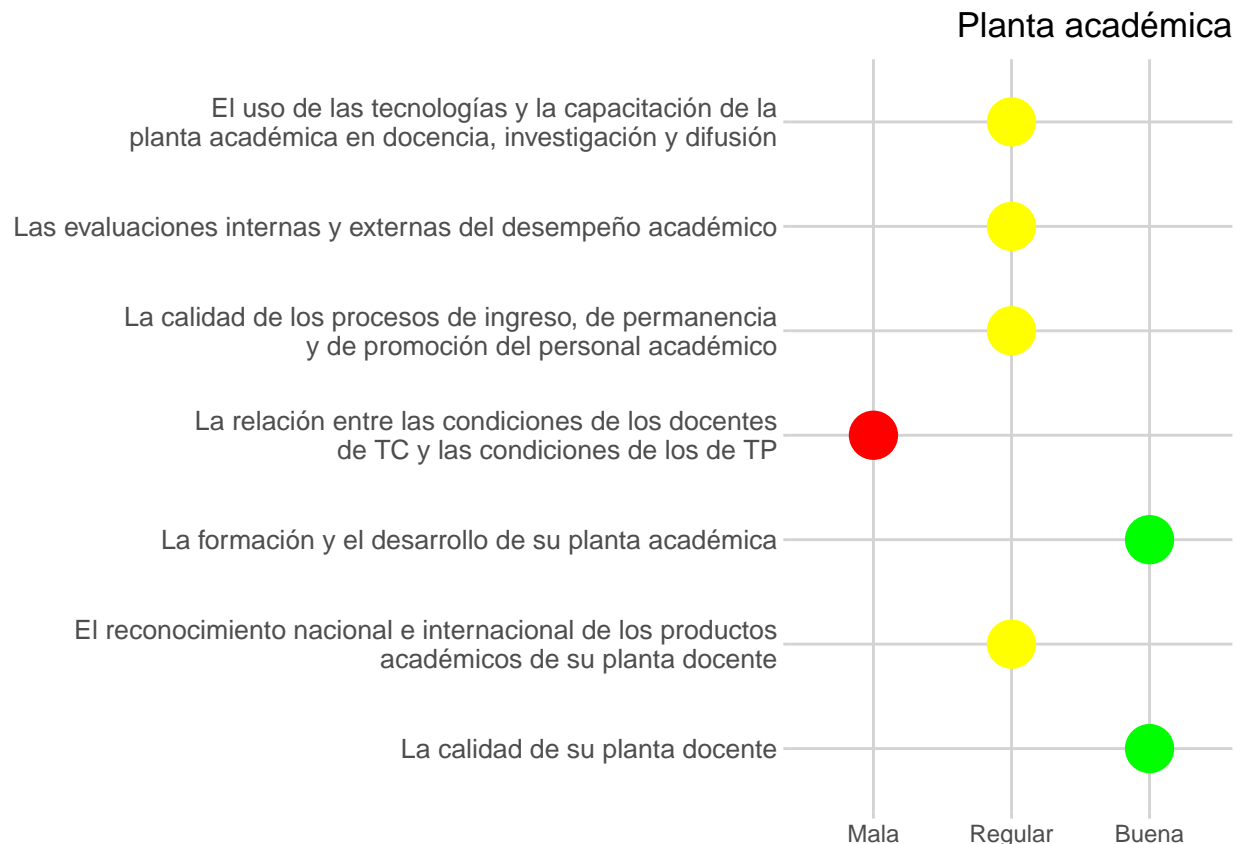 Planta académica
El uso de las tecnologías y la capacitación de la
planta académica en docencia, investigación y difusión
Las evaluaciones internas y externas del desempeño académico
La calidad de los procesos de ingreso, de permanencia
y de promoción del personal académico
La relación entre las condiciones de los docentes
de TC y las condiciones de los de TP
La formación y el desarrollo de su planta académica
El reconocimiento nacional e internacional de los productos
académicos de su planta docente
La calidad de su planta docente
Mala Regular Buena